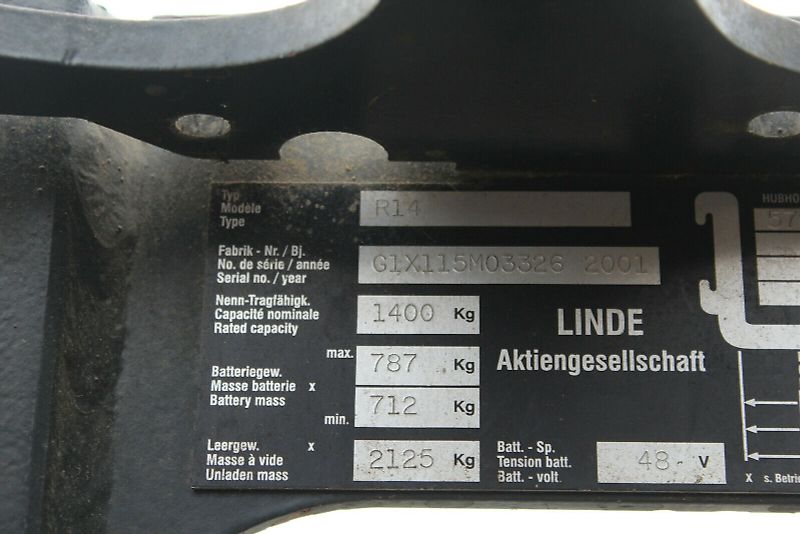 Typ
Modèle
Type
R14
Fabrik - Nr. / Bj.
No. de série / année
Serial no. / year
G1X115M03326 2001
Nenn-Tragfähigk.
Capacité nominale
Rated capacity
1400 Kg
LINDE
Aktiengesellschaft
Batteriegew.
Masse batterie x
Battery mass
max.
787 Kg
min.
712 Kg
Leergew. x
Masse à vide
Unladen mass
2125 Kg
Batt. - Sp.
Tension batt.
Batt. - volt.
48 - V
57
x s.